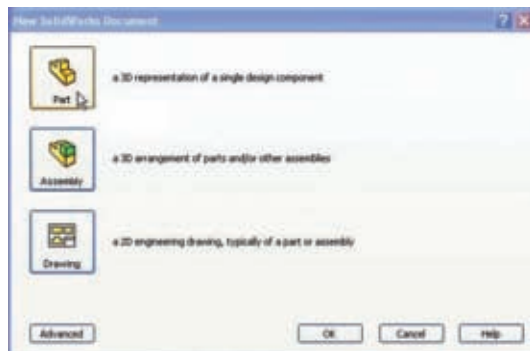 New SolidWorks Document
Part
a 3D representation of a single design component
Assembly
a 3D arrangement of parts and/or other assemblies
Drawing
a 2D engineering drawing, typically of a part or assembly
Advanced OK Cancel Help